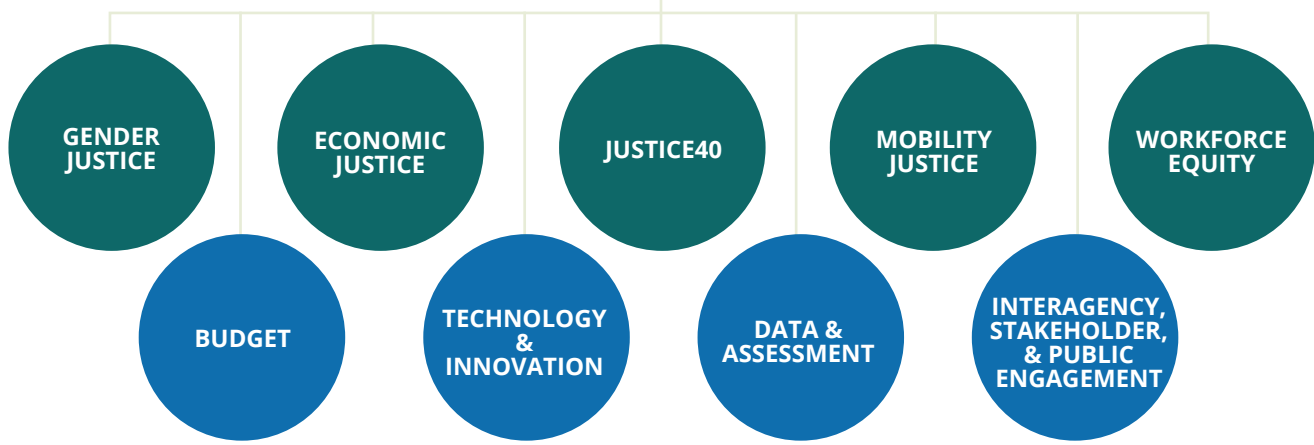 GENDER
JUSTICE
ECONOMIC
JUSTICE
JUSTICE40
MOBILITY
JUSTICE
WORKFORCE
EQUITY
BUDGET
TECHNOLOGY
&
INNOVATION
DATA &
ASSESSMENT
INTERAGENCY,
STAKEHOLDER,
& PUBLIC
ENGAGEMENT